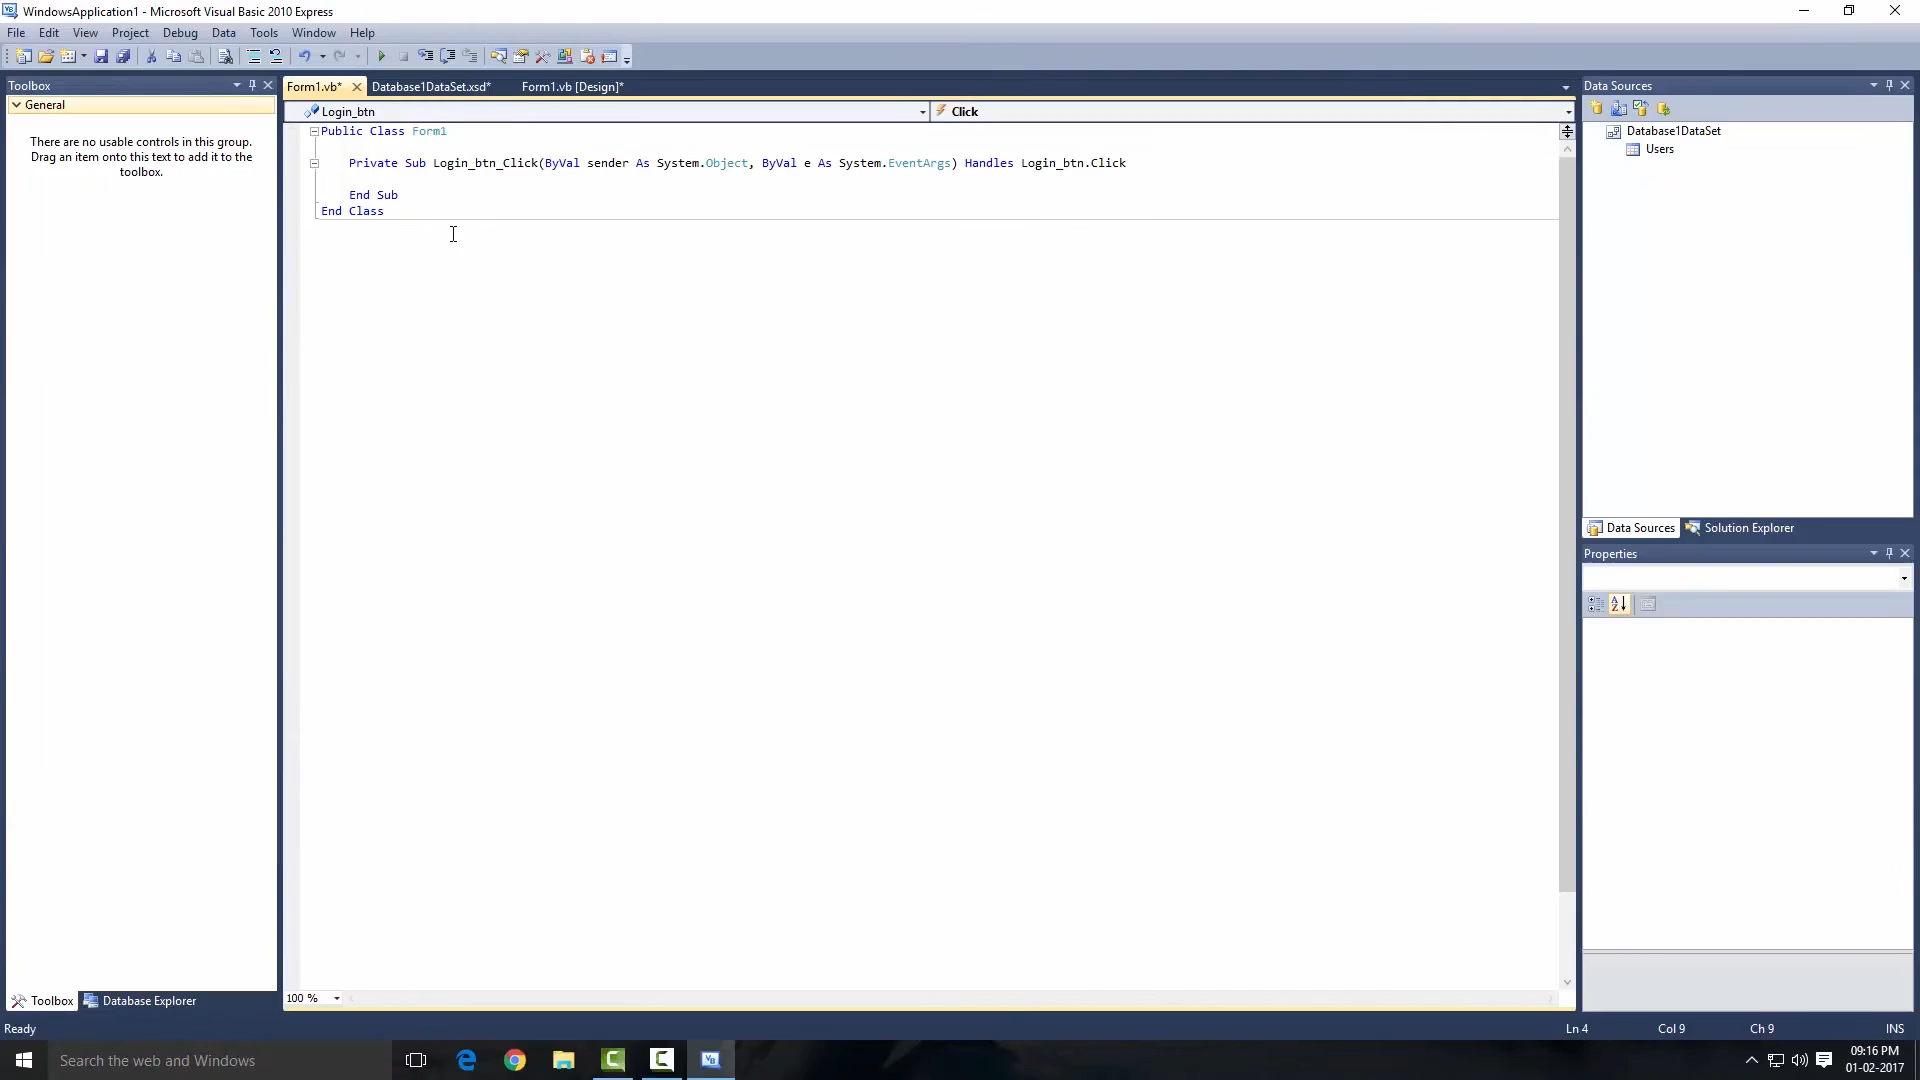 WindowsApplication1 - Microsoft Visual Basic 2010 Express
File Edit View Project Debug Data Tools Window Help
Toolbox
General
There are no usable controls in this group.
Drag an item onto this text to add it to the
toolbox.
Toolbox Database Explorer
Form1.vb* Database1DataSet.xsd* Form1.vb [Design]*
Login_btn Click
Public Class Form1
Private Sub Login_btn_Click(ByVal sender As System.Object, ByVal e As System.EventArgs) Handles Login_btn.Click
End Sub
End Class
100 %
Data Sources
Database1DataSet
Users
Data Sources Solution Explorer
Properties
Ready Ln 4 Col 9 Ch 9 INS
Search the web and Windows
09:16 PM
01-02-2017